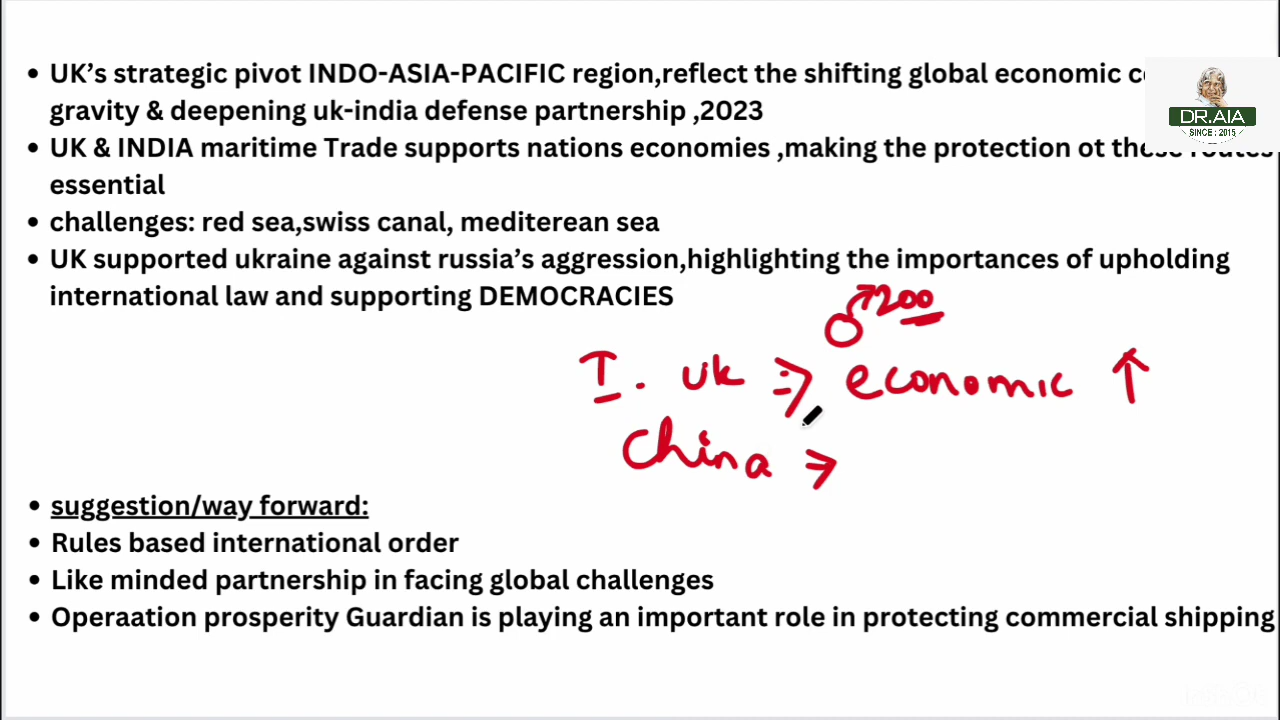 • UK’s strategic pivot INDO-ASIA-PACIFIC region,reflect the shifting global economic
gravity & deepening uk-india defense partnership ,2023
DR.AIA
SINCE : 2015
• UK & INDIA maritime Trade supports nations economies ,making the protection ot these routes
essential
• challenges: red sea,swiss canal, mediterean sea
• UK supported ukraine against russia’s aggression,highlighting the importances of upholding
international law and supporting DEMOCRACIES
200
I. UK ⇒ economic ↑
China ⇒
• suggestion/way forward:
• Rules based international order
• Like minded partnership in facing global challenges
• Operaation prosperity Guardian is playing an important role in protecting commercial shipping